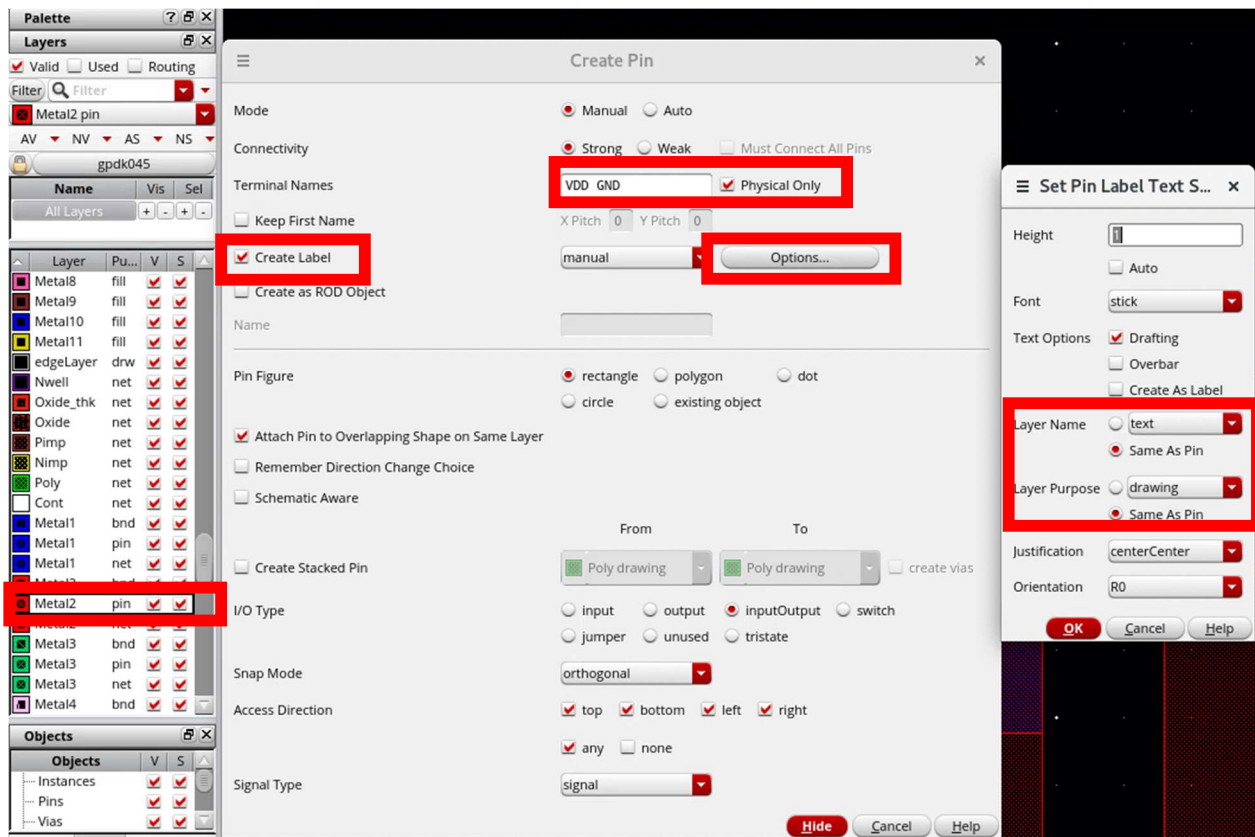 Palette
Layers
Valid Used Routing
Filter Filter
Metal2 pin
AV NV AS NS
gpdk045
Name Vis Sel
All Layers + - + -
Layer Pu... V S
Metal8 fill
Metal9 fill
Metal10 fill
Metal11 fill
edgeLayer drw
Nwell net
Oxide_thk net
Oxide net
Pimp net
Nimp net
Poly net
Cont net
Metal1 bnd
Metal1 pin
Metal1 net
Metal2 pin
Metal3 bnd
Metal3 pin
Metal3 net
Metal4 bnd
Objects
Objects V S
Instances
Pins
Vias
Create Pin
Mode Manual Auto
Connectivity Strong Weak Must Connect All Pins
Terminal Names VDD GND Physical Only
Keep First Name X Pitch 0 Y Pitch 0
Create Label manual Options...
Create as ROD Object
Name
Pin Figure rectangle polygon dot
circle existing object
Attach Pin to Overlapping Shape on Same Layer
Remember Direction Change Choice
Schematic Aware
From To
Create Stacked Pin Poly drawing Poly drawing create vias
I/O Type input output inputOutput switch
jumper unused tristate
Snap Mode orthogonal
Access Direction top bottom left right
any none
Signal Type signal
Hide Cancel Help
Set Pin Label Text S...
Height 1
Auto
Font stick
Text Options Drafting
Overbar
Create As Label
Layer Name text
Same As Pin
Layer Purpose drawing
Same As Pin
Justification centerCenter
Orientation R0
OK Cancel Help